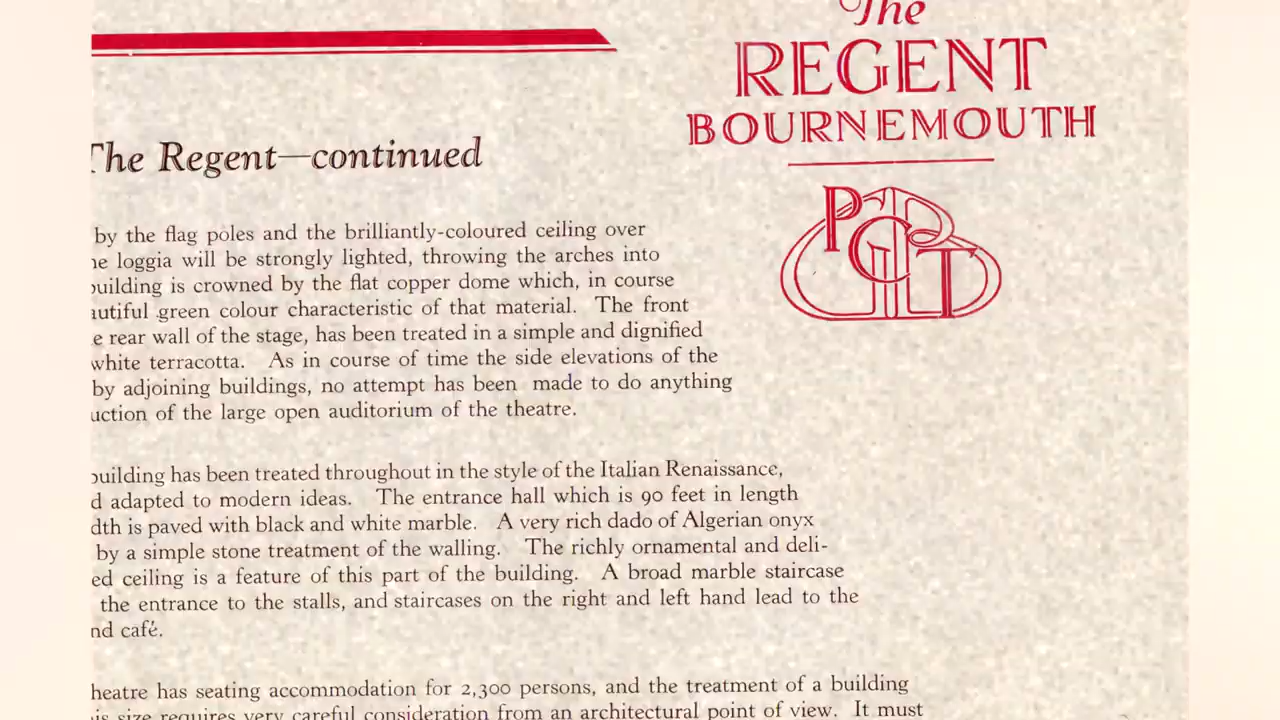 The
REGENT
BOURNEMOUTH
The Regent—continued
PCT
by the flag poles and the brilliantly-coloured ceiling over
loggia will be strongly lighted, throwing the arches into
building is crowned by the flat copper dome which, in course
green colour characteristic of that material. The front
rear wall of the stage, has been treated in a simple and dignified
white terracotta. As in course of time the side elevations of the
by adjoining buildings, no attempt has been made to do anything
of the large open auditorium of the theatre.
building has been treated throughout in the style of the Italian Renaissance,
adapted to modern ideas. The entrance hall which is 90 feet in length
is paved with black and white marble. A very rich dado of Algerian onyx
by a simple stone treatment of the walling. The richly ornamental and deli-
ceiling is a feature of this part of the building. A broad marble staircase
the entrance to the stalls, and staircases on the right and left hand lead to the
café.
theatre has seating accommodation for 2,300 persons, and the treatment of a building
size requires very careful consideration from an architectural point of view. It must